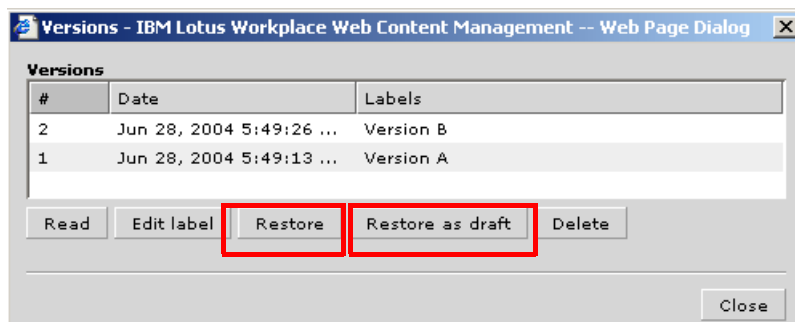 Versions - IBM Lotus Workplace Web Content Management -- Web Page Dialog
Versions
# Date Labels
2 Jun 28, 2004 5:49:26 ... Version B
1 Jun 28, 2004 5:49:13 ... Version A
Read Edit label Restore Restore as draft Delete
Close